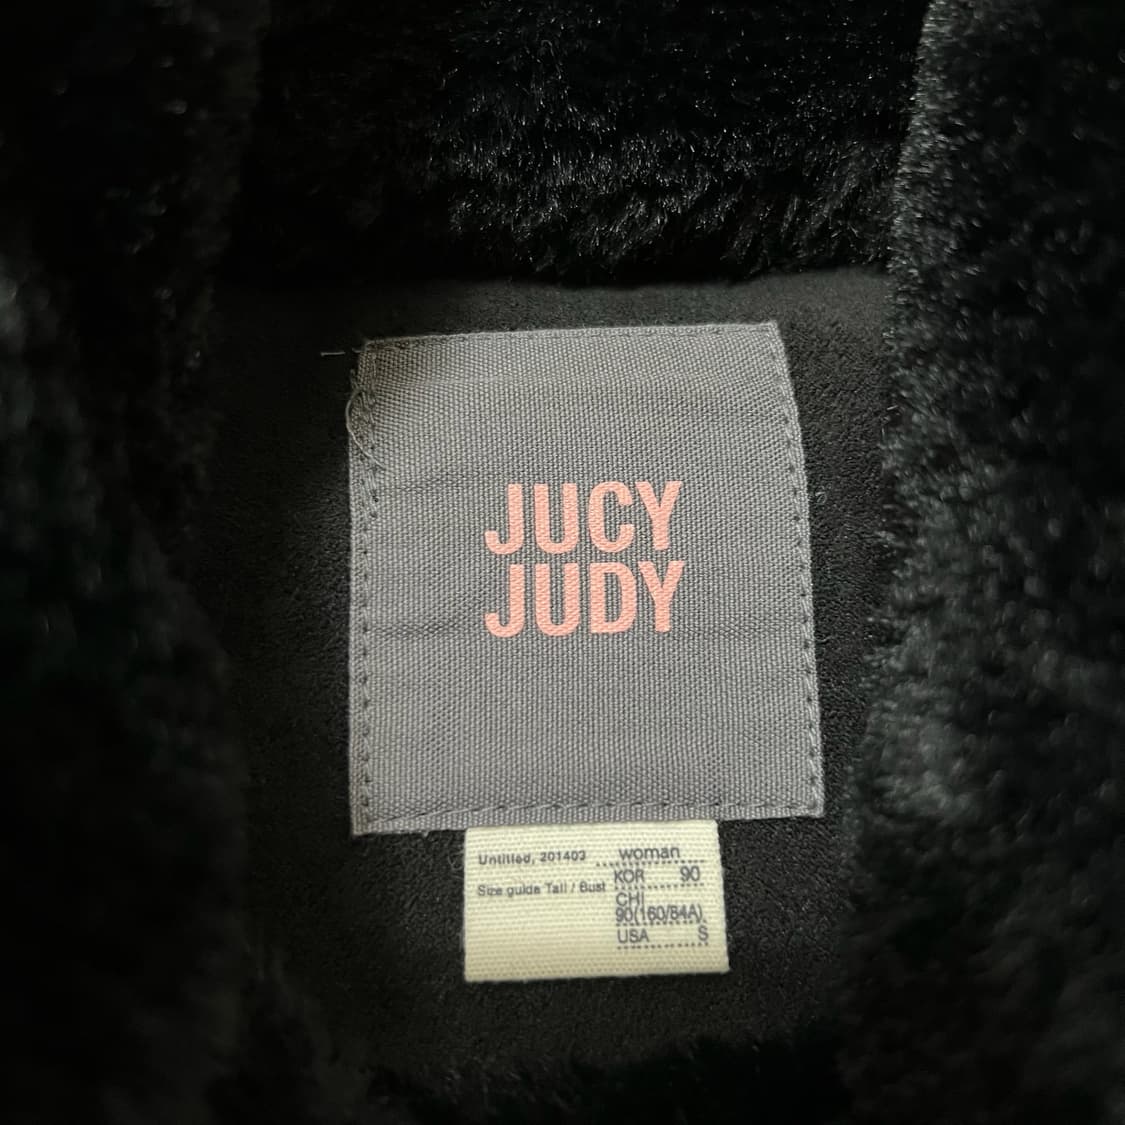 JUCY
JUDY
Untitled, 201403 woman
KOR 90
Size guide Tall / Bust
CHI
90(160/84A)
USA S